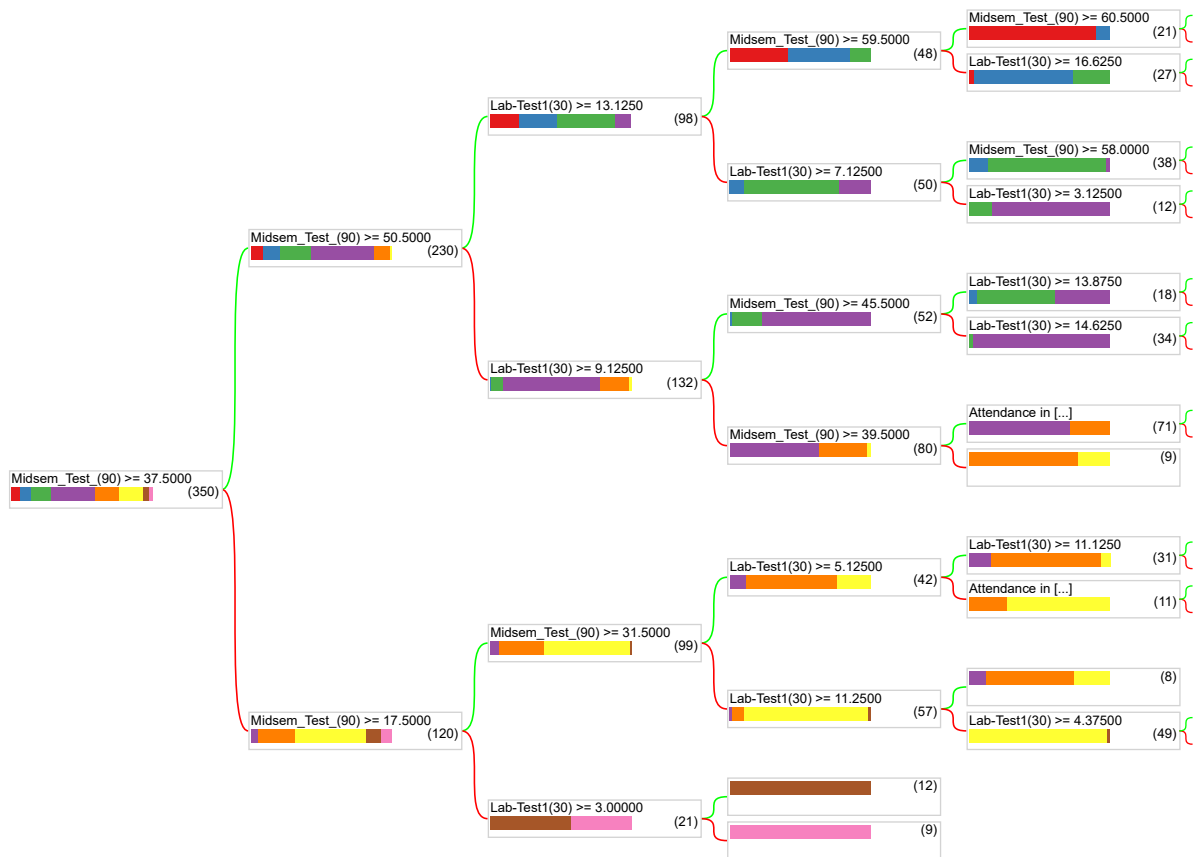 Midsem_Test_(90) >= 60.5000
(21)
Midsem_Test_(90) >= 59.5000
(48)
Lab-Test1(30) >= 16.6250
(27)
Lab-Test1(30) >= 13.1250
(98)
Midsem_Test_(90) >= 58.0000
(38)
Lab-Test1(30) >= 7.12500
(50)
Lab-Test1(30) >= 3.12500
(12)
Midsem_Test_(90) >= 50.5000
(230)
Lab-Test1(30) >= 13.8750
(18)
Midsem_Test_(90) >= 45.5000
(52)
Lab-Test1(30) >= 14.6250
(34)
Lab-Test1(30) >= 9.12500
(132)
Attendance in [...]
(71)
Midsem_Test_(90) >= 39.5000
(80)
(9)
Midsem_Test_(90) >= 37.5000
(350)
Lab-Test1(30) >= 11.1250
(31)
Lab-Test1(30) >= 5.12500
(42)
Attendance in [...]
(11)
Midsem_Test_(90) >= 31.5000
(99)
(8)
Lab-Test1(30) >= 11.2500
(57)
Lab-Test1(30) >= 4.37500
(49)
Midsem_Test_(90) >= 17.5000
(120)
(12)
Lab-Test1(30) >= 3.00000
(21)
(9)